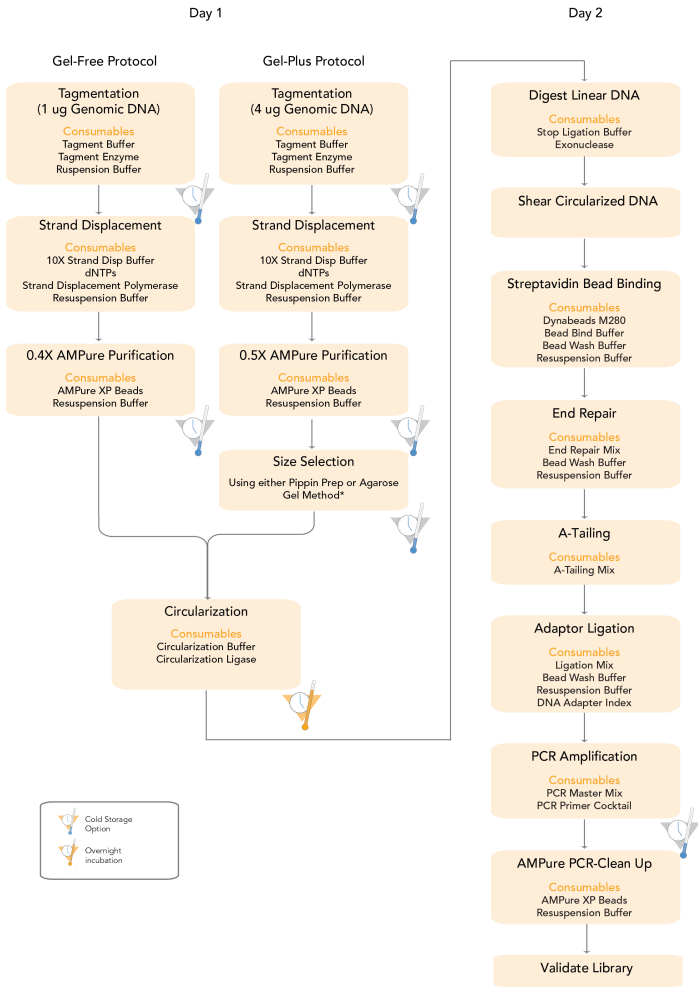 Day 1
Gel-Free Protocol
Tagmentation
(1 ug Genomic DNA)
Consumables
Tagment Buffer
Tagment Enzyme
Ruspension Buffer
Strand Displacement
Consumables
10X Strand Disp Buffer
dNTPs
Strand Displacement Polymerase
Resuspension Buffer
0.4X AMPure Purification
Consumables
AMPure XP Beads
Resuspension Buffer
Gel-Plus Protocol
Tagmentation
(4 ug Genomic DNA)
Consumables
Tagment Buffer
Tagment Enzyme
Ruspension Buffer
Strand Displacement
Consumables
10X Strand Disp Buffer
dNTPs
Strand Displacement Polymerase
Resuspension Buffer
0.5X AMPure Purification
Consumables
AMPure XP Beads
Resuspension Buffer
Size Selection
Using either Pippin Prep or Agarose
Gel Method*
Circularization
Consumables
Circularization Buffer
Circularization Ligase
Cold Storage
Option
Overnight
incubation
Day 2
Digest Linear DNA
Consumables
Stop Ligation Buffer
Exonuclease
Shear Circularized DNA
Streptavidin Bead Binding
Consumables
Dynabeads M280
Bead Bind Buffer
Bead Wash Buffer
Resuspension Buffer
End Repair
Consumables
End Repair Mix
Bead Wash Buffer
Resuspension Buffer
A-Tailing
Consumables
A-Tailing Mix
Adaptor Ligation
Consumables
Ligation Mix
Bead Wash Buffer
Resuspension Buffer
DNA Adapter Index
PCR Amplification
Consumables
PCR Master Mix
PCR Primer Cocktail
AMPure PCR-Clean Up
Consumables
AMPure XP Beads
Resuspension Buffer
Validate Library